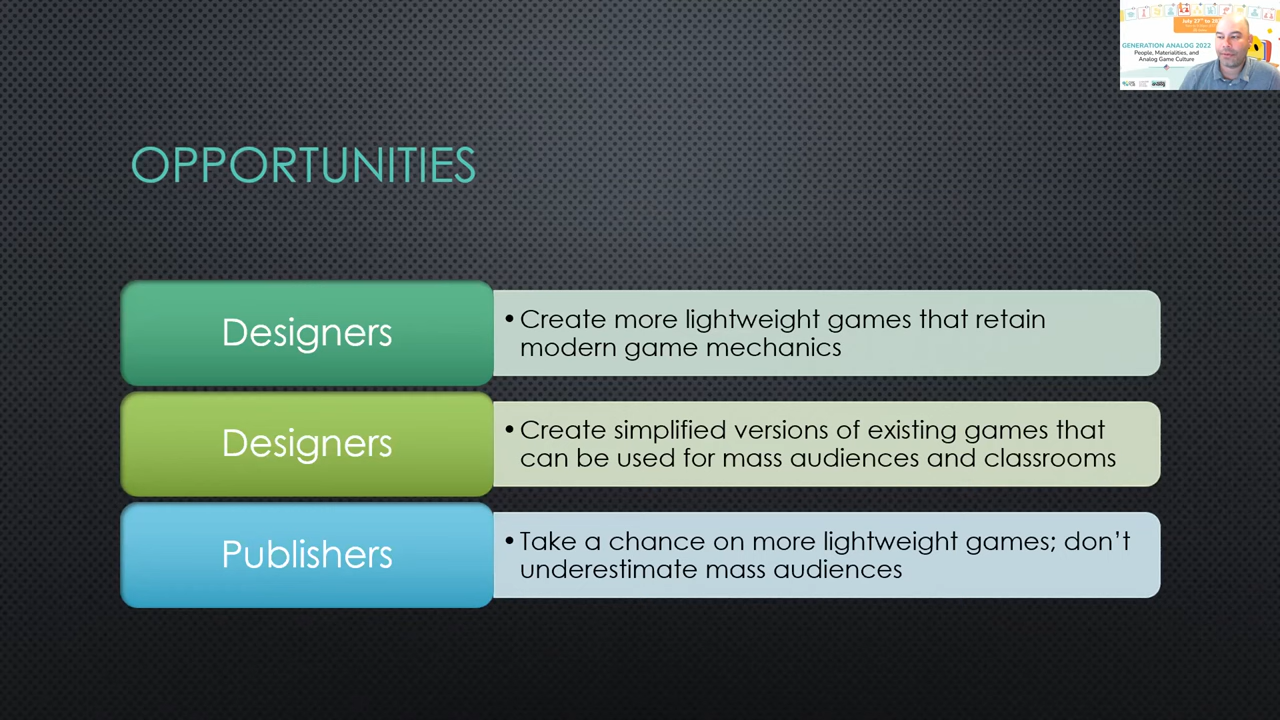 GENERATION ANALOG 2022
People, Materialities, and
Analog Game Culture
OPPORTUNITIES
Designers
• Create more lightweight games that retain
modern game mechanics
Designers
• Create simplified versions of existing games that
can be used for mass audiences and classrooms
Publishers
• Take a chance on more lightweight games; don’t
underestimate mass audiences